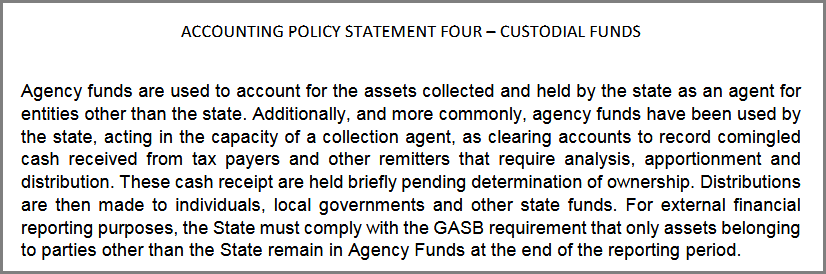 ACCOUNTING POLICY STATEMENT FOUR – CUSTODIAL FUNDS
Agency funds are used to account for the assets collected and held by the state as an agent for
entities other than the state. Additionally, and more commonly, agency funds have been used by
the state, acting in the capacity of a collection agent, as clearing accounts to record comingled
cash received from tax payers and other remitters that require analysis, apportionment and
distribution. These cash receipt are held briefly pending determination of ownership. Distributions
are then made to individuals, local governments and other state funds. For external financial
reporting purposes, the State must comply with the GASB requirement that only assets belonging
to parties other than the State remain in Agency Funds at the end of the reporting period.